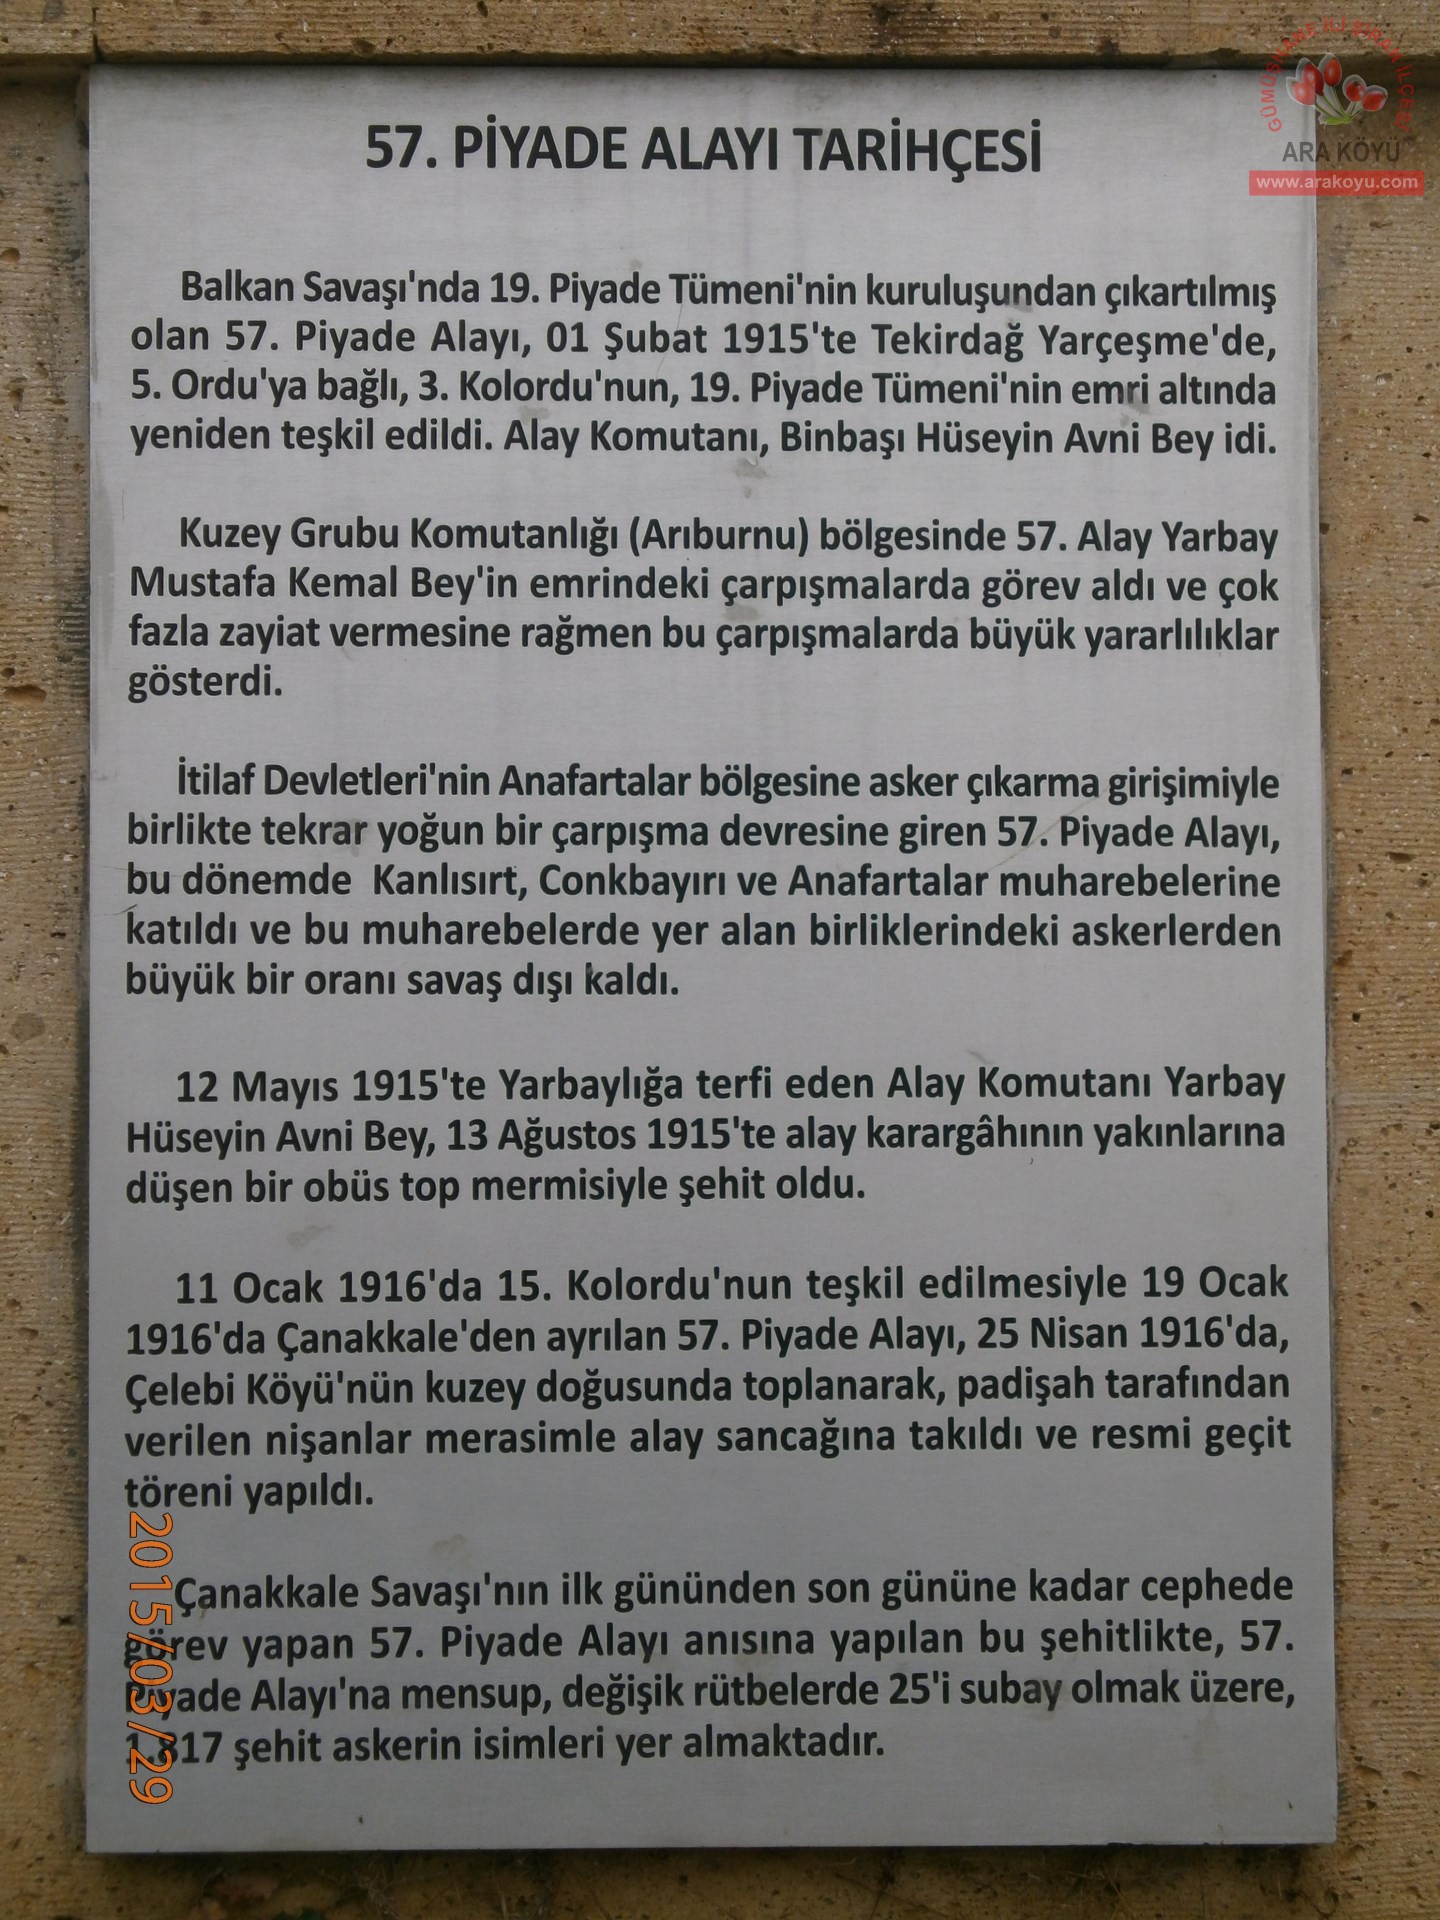 GÜMÜŞHANE İLİ ŞİRAN İLÇESİ
ARA KÖYÜ
www.arakoyu.com
57. PİYADE ALAYI TARİHÇESİ
Balkan Savaşı'nda 19. Piyade Tümeni'nin kuruluşundan çıkartılmış
olan 57. Piyade Alayı, 01 Şubat 1915'te Tekirdağ Yarçeşme'de,
5. Ordu'ya bağlı, 3. Kolordu'nun, 19. Piyade Tümeni'nin emri altında
yeniden teşkil edildi. Alay Komutanı, Binbaşı Hüseyin Avni Bey idi.
Kuzey Grubu Komutanlığı (Arıburnu) bölgesinde 57. Alay Yarbay
Mustafa Kemal Bey'in emrindeki çarpışmalarda görev aldı ve çok
fazla zayiat vermesine rağmen bu çarpışmalarda büyük yararlılıklar
gösterdi.
İtilaf Devletleri'nin Anafartalar bölgesine asker çıkarma girişimiyle
birlikte tekrar yoğun bir çarpışma devresine giren 57. Piyade Alayı,
bu dönemde Kanlısırt, Conkbayırı ve Anafartalar muharebelerine
katıldı ve bu muharebelerde yer alan birliklerindeki askerlerden
büyük bir oranı savaş dışı kaldı.
12 Mayıs 1915'te Yarbaylığa terfi eden Alay Komutanı Yarbay
Hüseyin Avni Bey, 13 Ağustos 1915'te alay karargâhının yakınlarına
düşen bir obüs top mermisiyle şehit oldu.
11 Ocak 1916'da 15. Kolordu'nun teşkil edilmesiyle 19 Ocak
1916'da Çanakkale'den ayrılan 57. Piyade Alayı, 25 Nisan 1916'da,
Çelebi Köyü'nün kuzey doğusunda toplanarak, padişah tarafından
verilen nişanlar merasimle alay sancağına takıldı ve resmi geçit
töreni yapıldı.
Çanakkale Savaşı'nın ilk gününden son gününe kadar cephede
görev yapan 57. Piyade Alayı anısına yapılan bu şehitlikte, 57.
Piyade Alayı'na mensup, değişik rütbelerde 25'i subay olmak üzere,
1.817 şehit askerin isimleri yer almaktadır.
2015/03/29